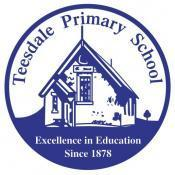 Teesdale Primary School
Excellence in Education
Since 1878